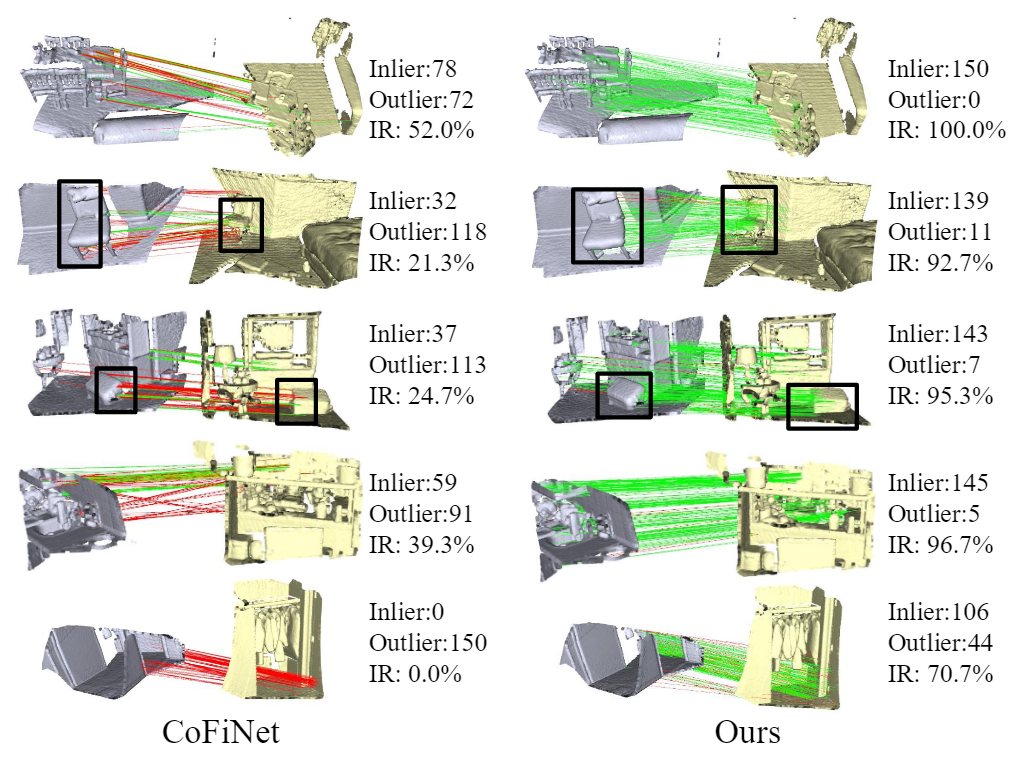 Inlier:78
Outlier:72
IR: 52.0%
Inlier:150
Outlier:0
IR: 100.0%
Inlier:32
Outlier:118
IR: 21.3%
Inlier:139
Outlier:11
IR: 92.7%
Inlier:37
Outlier:113
IR: 24.7%
Inlier:143
Outlier:7
IR: 95.3%
Inlier:59
Outlier:91
IR: 39.3%
Inlier:145
Outlier:5
IR: 96.7%
Inlier:0
Outlier:150
IR: 0.0%
Inlier:106
Outlier:44
IR: 70.7%
CoFiNet
Ours